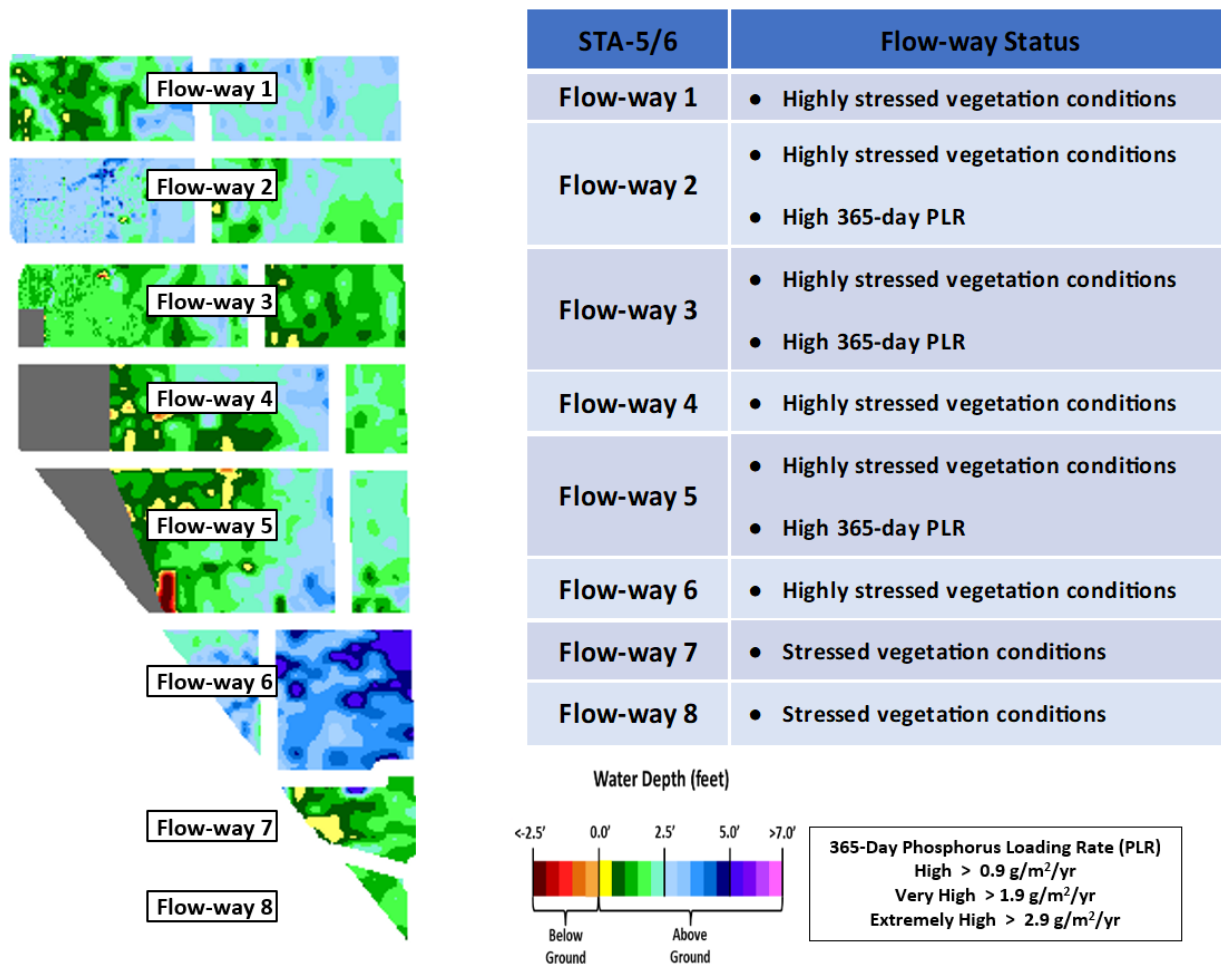 Flow-way 1
Flow-way 2
Flow-way 3
Flow-way 4
Flow-way 5
Flow-way 6
Flow-way 7
Flow-way 8
STA-5/6 Flow-way Status
Flow-way 1 ● Highly stressed vegetation conditions
Flow-way 2 ● Highly stressed vegetation conditions
● High 365-day PLR
Flow-way 3 ● Highly stressed vegetation conditions
● High 365-day PLR
Flow-way 4 ● Highly stressed vegetation conditions
Flow-way 5 ● Highly stressed vegetation conditions
● High 365-day PLR
Flow-way 6 ● Highly stressed vegetation conditions
Flow-way 7 ● Stressed vegetation conditions
Flow-way 8 ● Stressed vegetation conditions
Water Depth (feet)
<-2.5' 0.0' 2.5' 5.0' >7.0'
Below Above
Ground Ground
365-Day Phosphorus Loading Rate (PLR)
High > 0.9 g/m²/yr
Very High > 1.9 g/m²/yr
Extremely High > 2.9 g/m²/yr